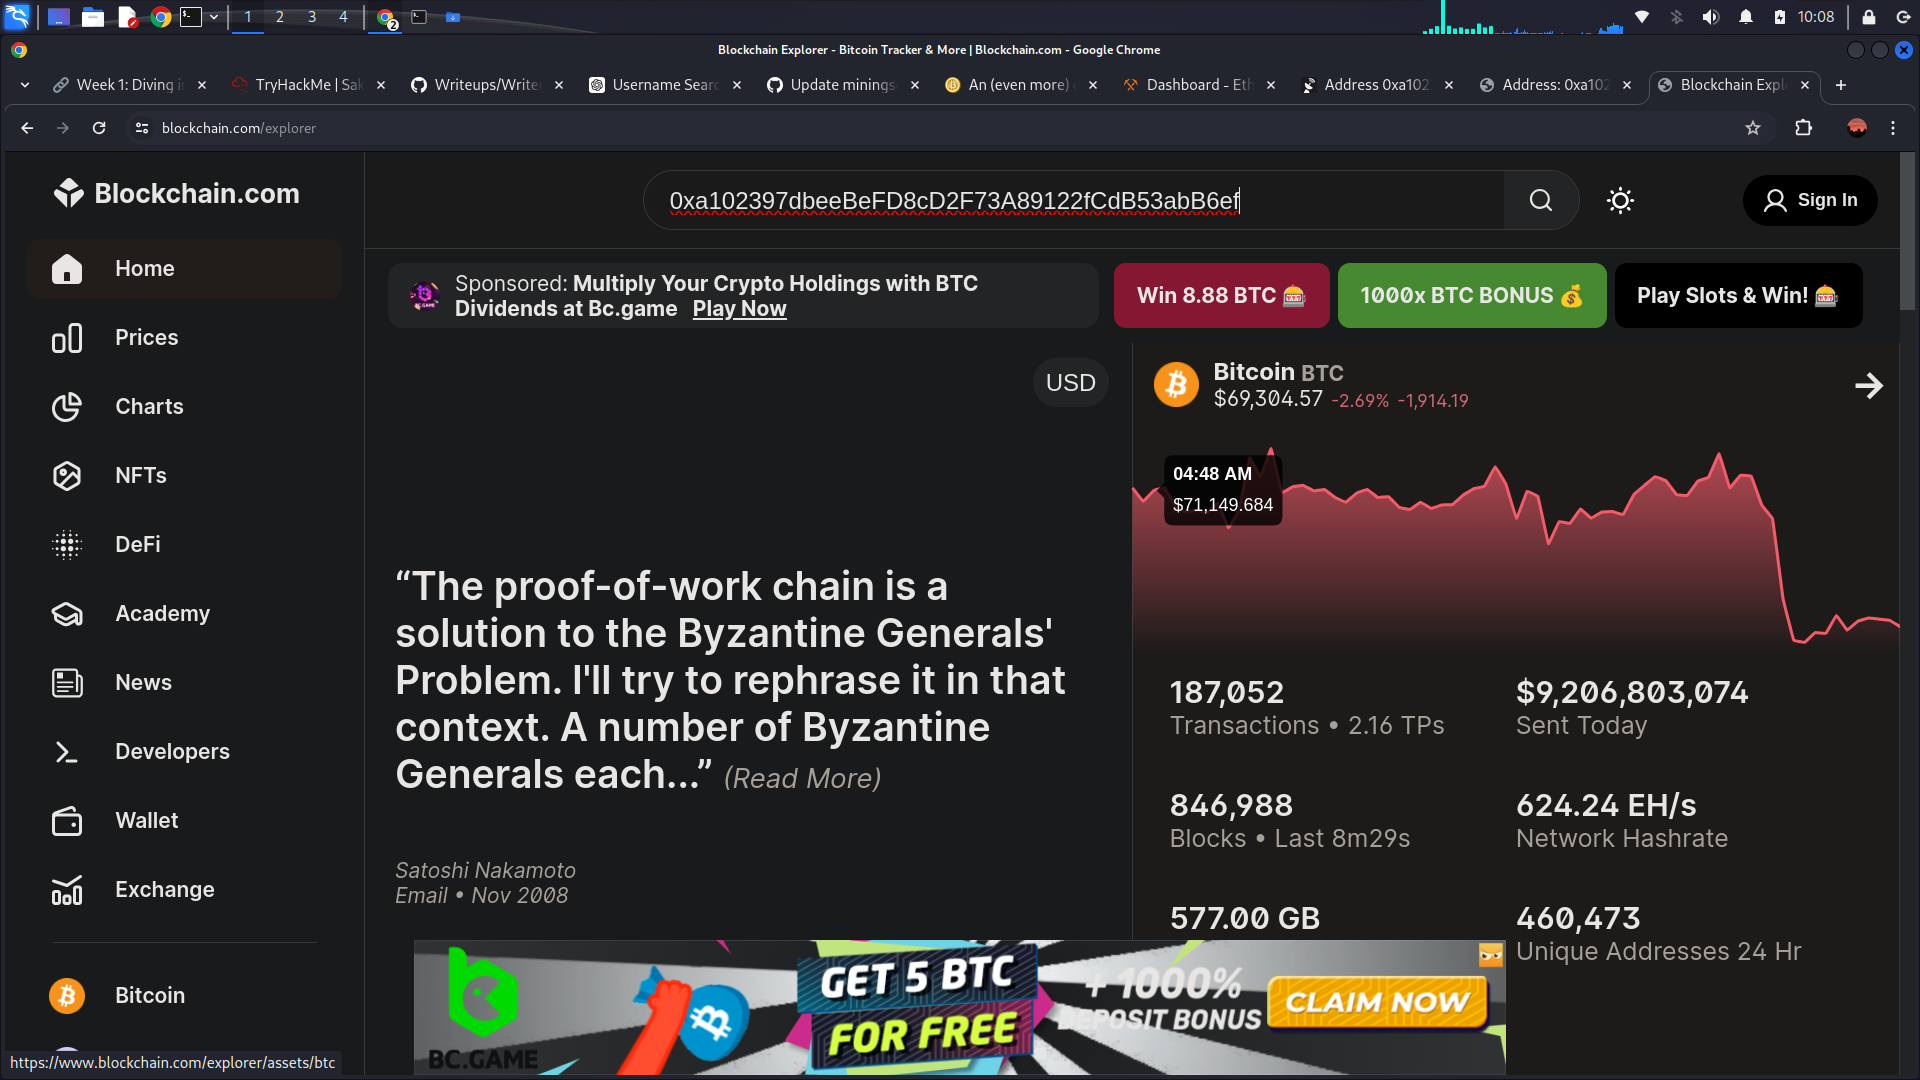 1 2 3 4 2 10:08
Blockchain Explorer - Bitcoin Tracker & More | Blockchain.com - Google Chrome
Week 1: Diving i
TryHackMe | Sak
Writeups/Write
Username Searc
Update minings
An (even more)
Dashboard - Eth
Address 0xa102
Address: 0xa102
Blockchain Expl
blockchain.com/explorer
Blockchain.com
0xa102397dbeeBeFD8cD2F73A89122fCdB53abB6ef
Sign In
Home
Prices
Charts
NFTs
DeFi
Academy
News
Developers
Wallet
Exchange
Bitcoin
https://www.blockchain.com/explorer/assets/btc
Sponsored: Multiply Your Crypto Holdings with BTC
Dividends at Bc.game Play Now
Win 8.88 BTC 🎰
1000x BTC BONUS 💰
Play Slots & Win! 🎰
USD
“The proof-of-work chain is a
solution to the Byzantine Generals'
Problem. I'll try to rephrase it in that
context. A number of Byzantine
Generals each...” (Read More)
Satoshi Nakamoto
Email • Nov 2008
Bitcoin BTC
$69,304.57 -2.69% -1,914.19
04:48 AM
$71,149.684
187,052
Transactions • 2.16 TPs
$9,206,803,074
Sent Today
846,988
Blocks • Last 8m29s
624.24 EH/s
Network Hashrate
577.00 GB
460,473
Unique Addresses 24 Hr
BC.GAME
GET 5 BTC
FOR FREE
+ 1000%
DEPOSIT BONUS
CLAIM NOW